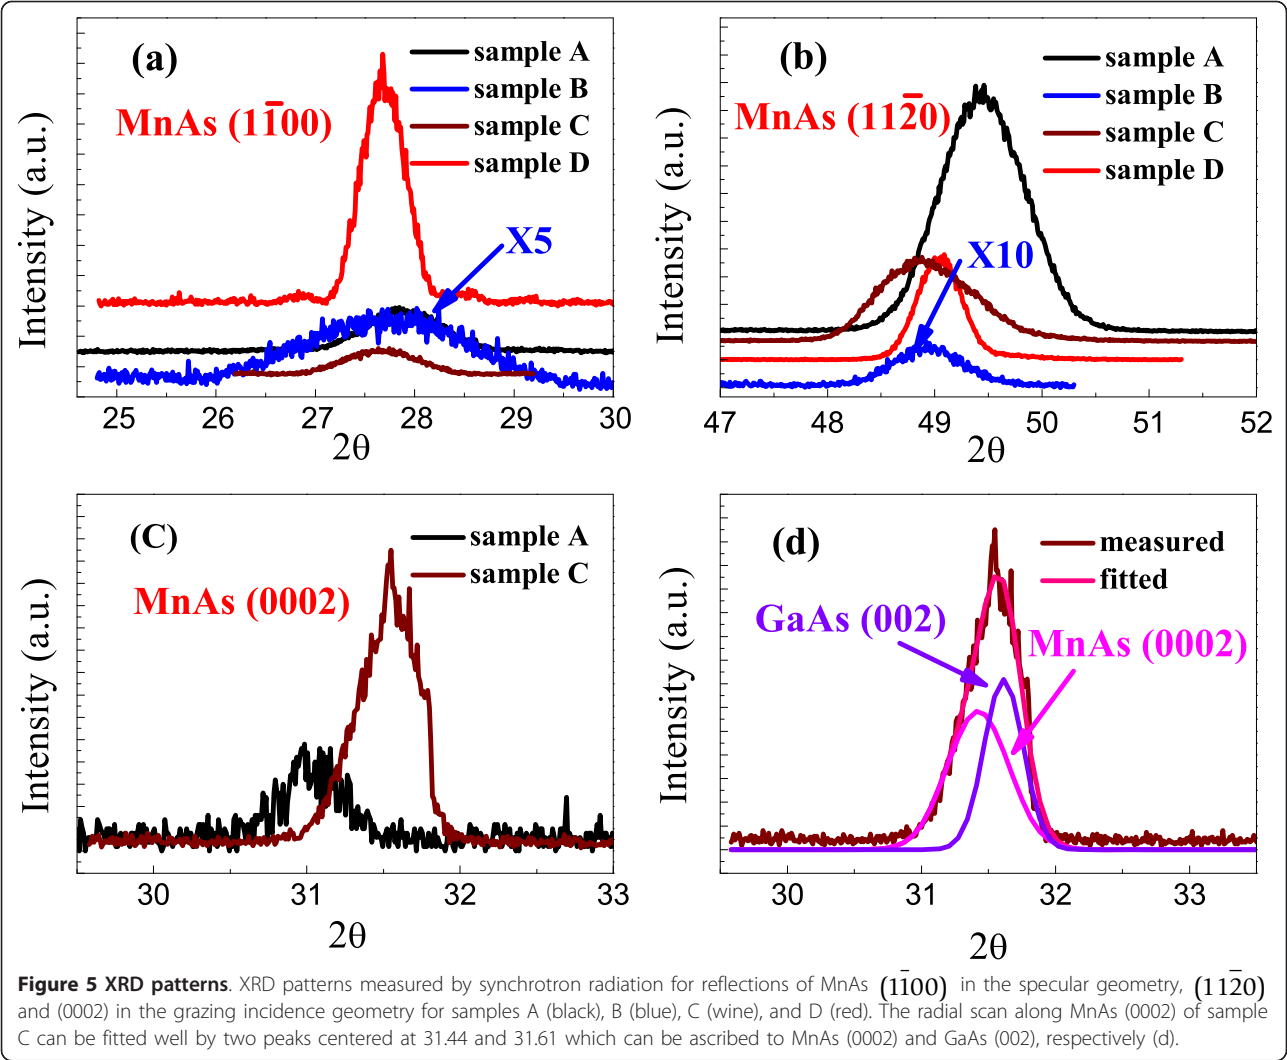 (a)
sample A
sample B
sample C
sample D
MnAs (11̅00)
X5
Intensity (a.u.)
25 26 27 28 29 30
2θ
(b)
sample A
sample B
sample C
sample D
MnAs (112̅0)
X10
Intensity (a.u.)
47 48 49 50 51 52
2θ
(C)
sample A
sample C
MnAs (0002)
Intensity (a.u.)
30 31 32 33
2θ
(d)
measured
fitted
GaAs (002)
MnAs (0002)
Intensity (a.u.)
30 31 32 33
2θ
Figure 5 XRD patterns. XRD patterns measured by synchrotron radiation for reflections of MnAs (11̅00) in the specular geometry, (112̅0)
and (0002) in the grazing incidence geometry for samples A (black), B (blue), C (wine), and D (red). The radial scan along MnAs (0002) of sample
C can be fitted well by two peaks centered at 31.44 and 31.61 which can be ascribed to MnAs (0002) and GaAs (002), respectively (d).